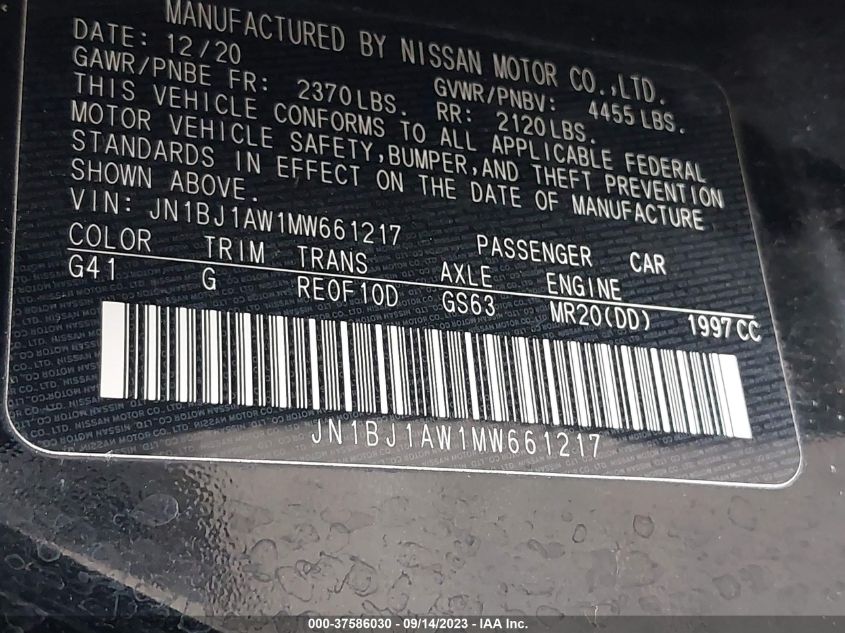 MANUFACTURED BY NISSAN MOTOR CO.,LTD.
DATE: 12/20 GVWR/PNBV: 4455 LBS.
GAWR/PNBE FR: 2370LBS. RR: 2120LBS.
THIS VEHICLE CONFORMS TO ALL APPLICABLE FEDERAL
MOTOR VEHICLE SAFETY,BUMPER,AND THEFT PREVENTION
STANDARDS IN EFFECT ON THE DATE OF MANUFACTURE
SHOWN ABOVE.
VIN: JN1BJ1AW1MW661217 PASSENGER CAR
COLOR TRIM TRANS AXLE ENGINE
G41 G RE0F10D GS63 MR20(DD) 1997CC
JN1BJ1AW1MW661217
000-37586030 - 09/14/2023 - IAA Inc.